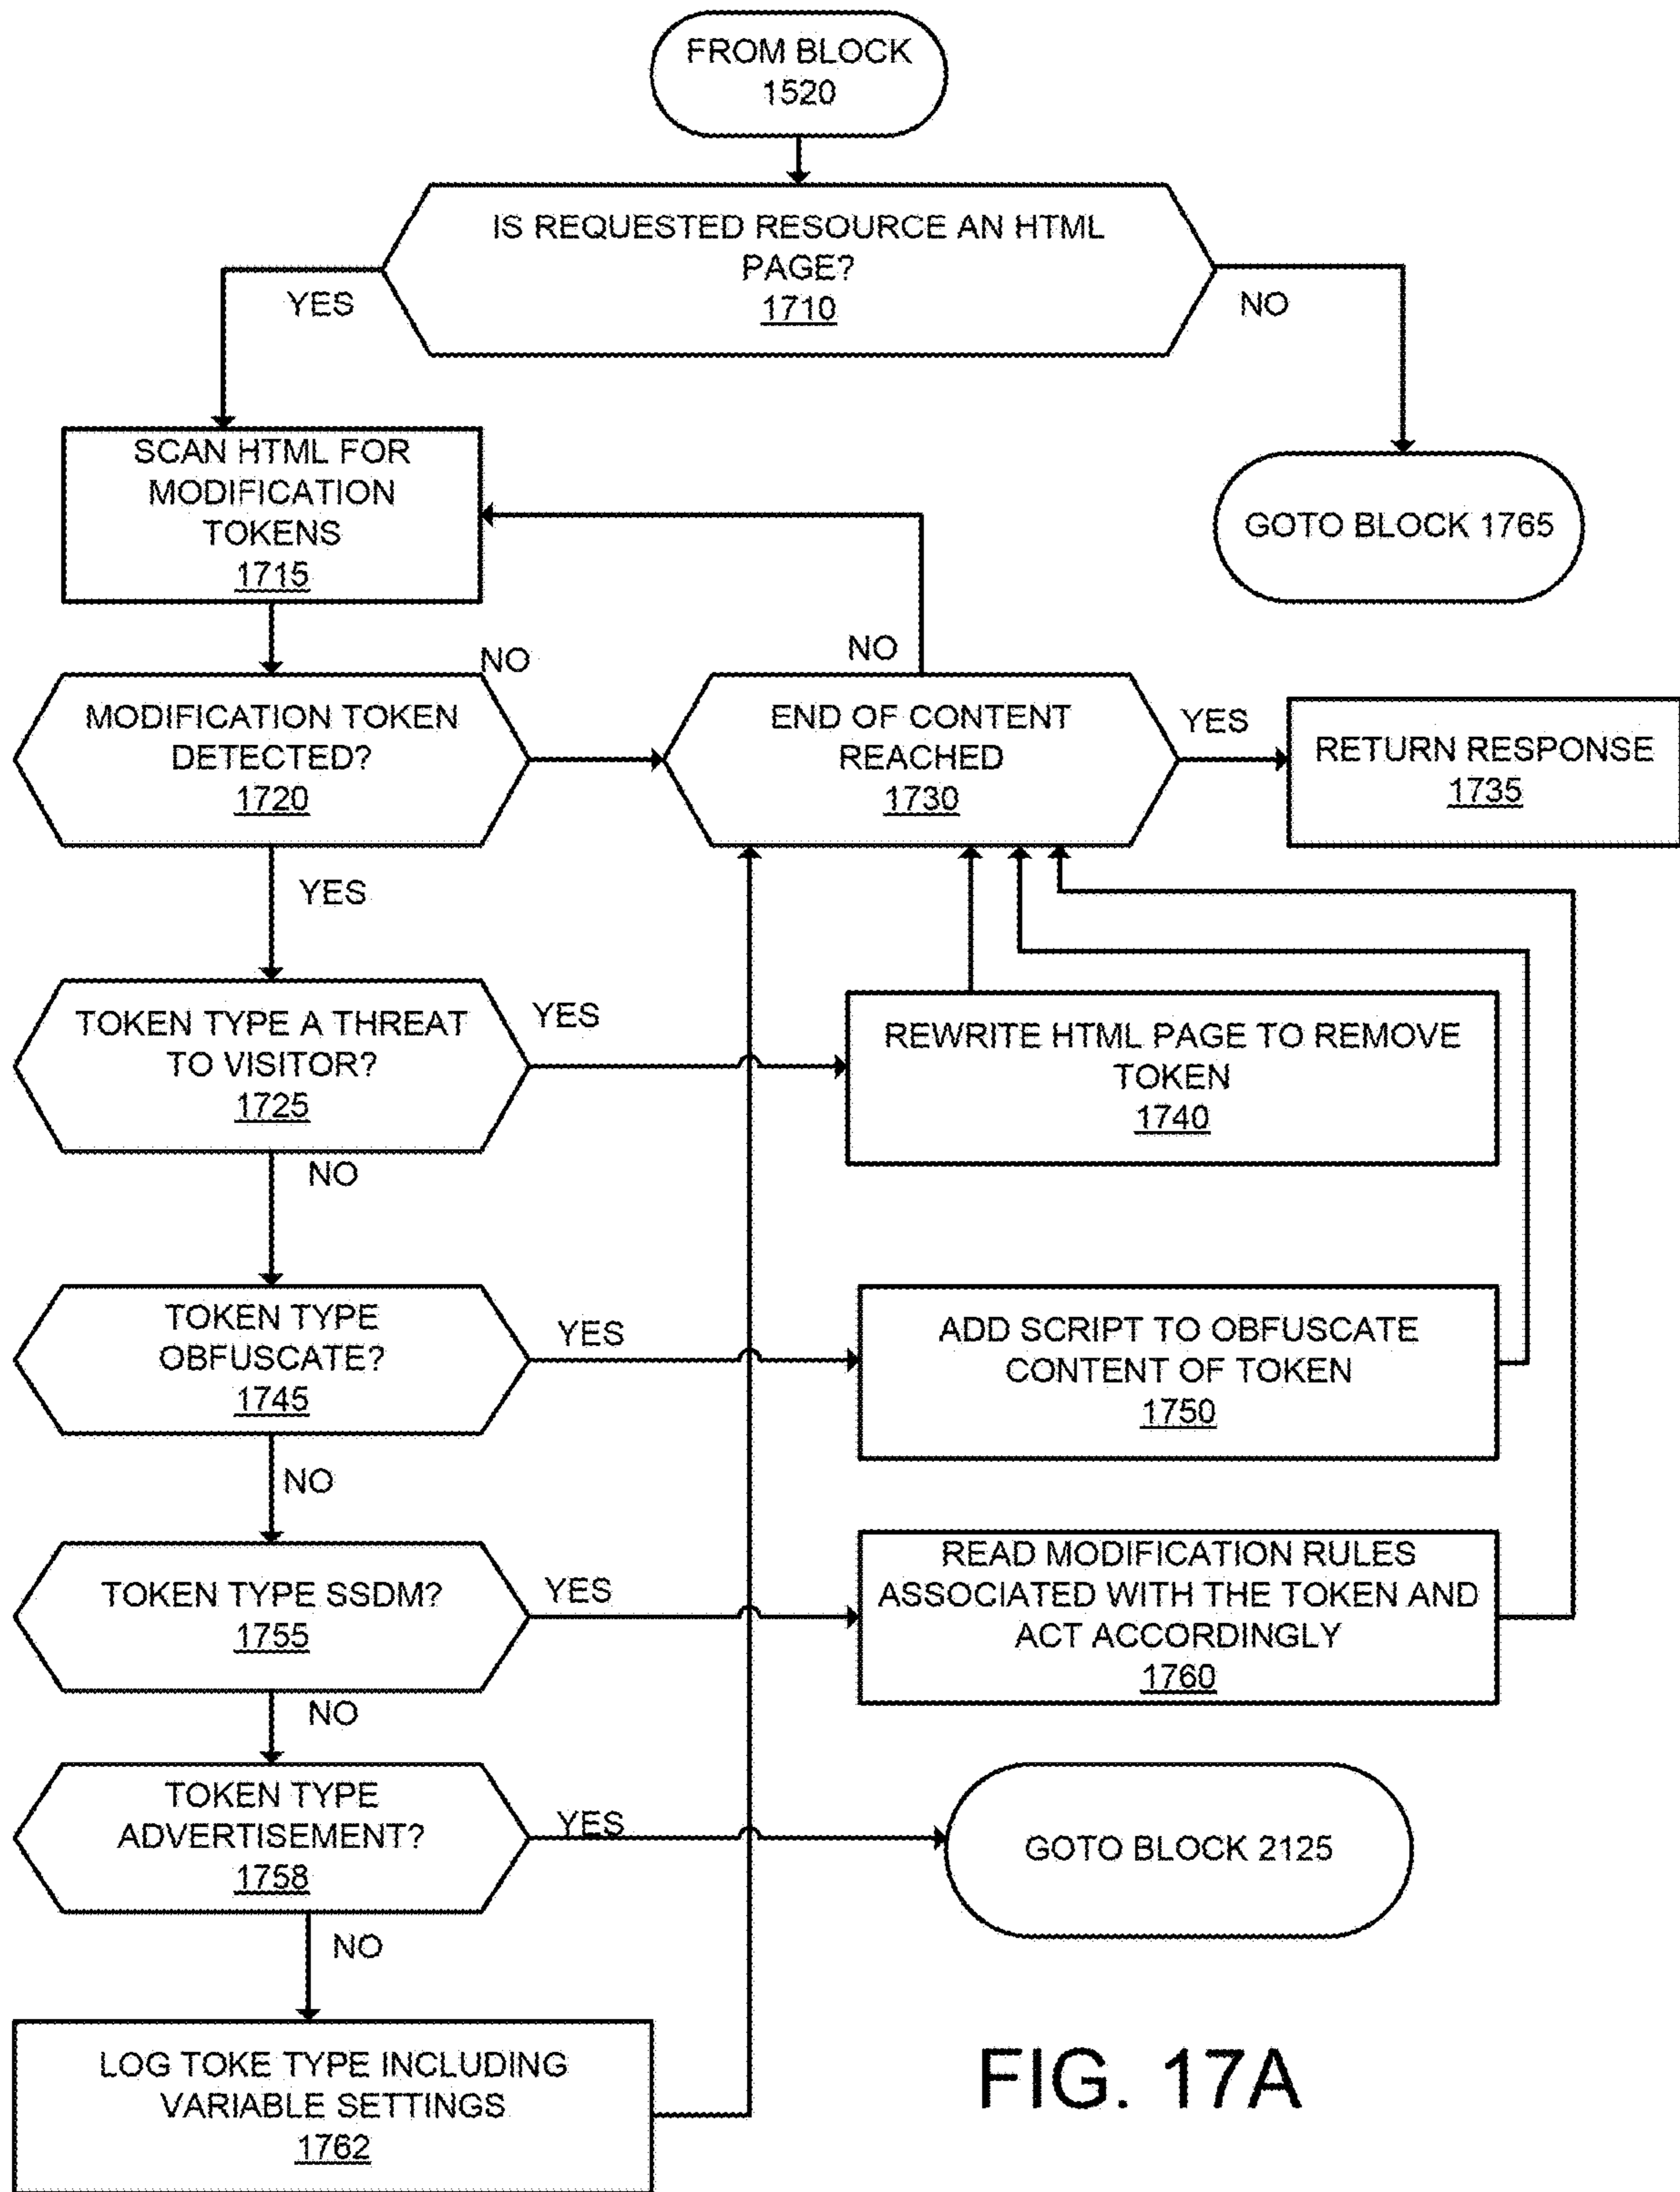 FROM BLOCK
1520
IS REQUESTED RESOURCE AN HTML
PAGE?
1710
YES
NO
SCAN HTML FOR
MODIFICATION
TOKENS
1715
GOTO BLOCK 1765
NO
NO
MODIFICATION TOKEN
DETECTED?
1720
END OF CONTENT
REACHED
1730
YES
RETURN RESPONSE
1735
YES
TOKEN TYPE A THREAT
TO VISITOR?
1725
YES
REWRITE HTML PAGE TO REMOVE
TOKEN
1740
NO
TOKEN TYPE
OBFUSCATE?
1745
YES
ADD SCRIPT TO OBFUSCATE
CONTENT OF TOKEN
1750
NO
TOKEN TYPE SSDM?
1755
YES
READ MODIFICATION RULES
ASSOCIATED WITH THE TOKEN AND
ACT ACCORDINGLY
1760
NO
TOKEN TYPE
ADVERTISEMENT?
1758
YES
GOTO BLOCK 2125
NO
LOG TOKE TYPE INCLUDING
VARIABLE SETTINGS
1762
FIG. 17A